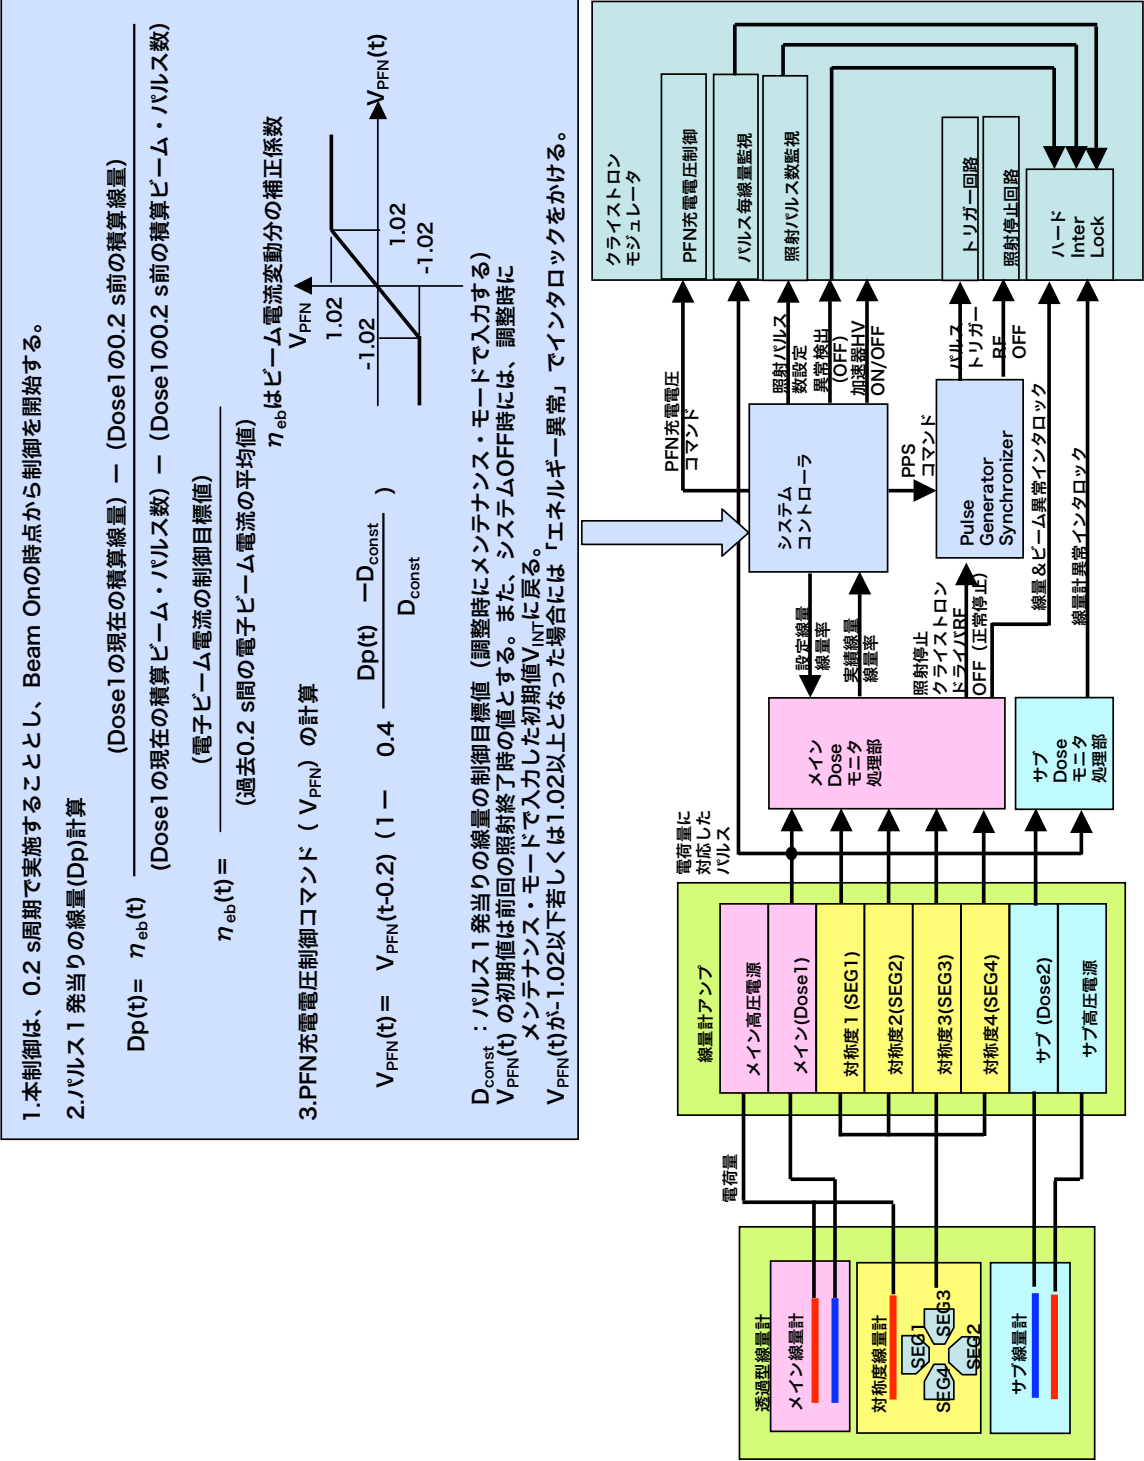 1.本制御は、0.2 s周期で実施することとし、Beam Onの時点から制御を開始する。
2.パルス1発当りの線量(Dp)計算
(Dose1の現在の積算線量) － (Dose1の0.2 s前の積算線量)
Dp(t)= ηeb(t)
(Dose1の現在の積算ビーム・パルス数) － (Dose1の0.2 s前の積算ビーム・パルス数)
(電子ビーム電流の制御目標値)
ηeb(t) =
(過去0.2 s間の電子ビーム電流の平均値)
ηebはビーム電流変動分の補正係数
3.PFN充電電圧制御コマンド（ VPFN）の計算
VPFN
VPFN(t)
1.02
-1.02
1.02
-1.02
Dp(t) －Dconst
VPFN(t) = VPFN(t-0.2) (1－ 0.4 )
Dconst
Dconst ：パルス1発当りの線量の制御目標値（調整時にメンテナンス・モードで入力する）
VPFN(t) の初期値は前回の照射終了時の値とする。また、システムOFF時には、調整時に
メンテナンス・モードで入力した初期値VINTに戻る。
VPFN(t)が-1.02以下若しくは1.02以上となった場合には「エネルギー異常」でインタロックをかける。
クライストロン
モジュレータ
PFN充電電圧制御
パルス毎線量監視
照射パルス数監視
トリガー回路
照射停止回路
ハード
Inter
Lock
PFN充電電圧
コマンド
照射パルス
数設定
異常検出
(OFF)
加速器HV
ON/OFF
パルス
トリガー
RF
OFF
システム
コントローラ
PPS
コマンド
Pulse
Generator
Synchronizer
線量＆ビーム異常インタロック
線量計異常インタロック
設定線量
線量率
実績線量
線量率
照射停止
クライストロン
ドライバRF
OFF（正常停止)
メイン
Dose
モニタ
処理部
サブ
Dose
モニタ
処理部
電荷量に
対応した
パルス
線量計アンプ
メイン高圧電源
メイン(Dose1)
対称度1(SEG1)
対称度2(SEG2)
対称度3(SEG3)
対称度4(SEG4)
サブ (Dose2)
サブ高圧電源
電荷量
透過型線量計
メイン線量計
対称度線量計
SEG1
SEG3
SEG4
SEG2
サブ線量計